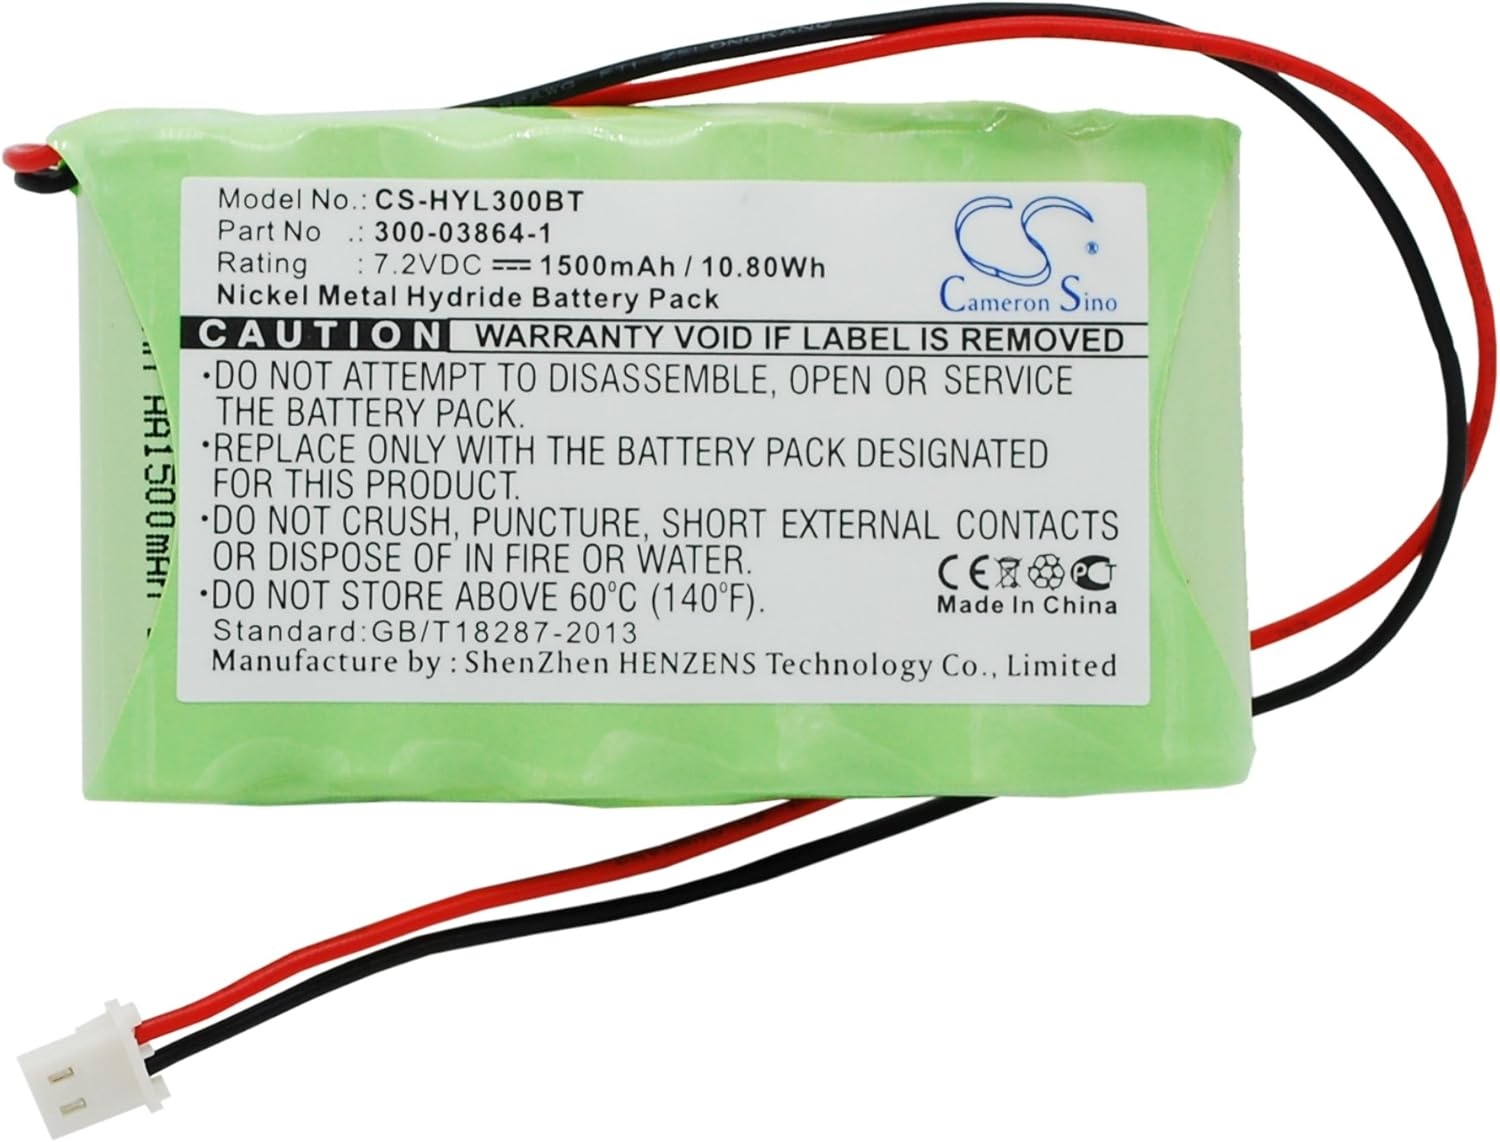 Model No.: CS-HYL300BT
Part No .: 300-03864-1
Rating : 7.2VDC 1500mAh / 10.80Wh
Nickel Metal Hydride Battery Pack
CS®
Cameron Sino
CAUTION WARRANTY VOID IF LABEL IS REMOVED
·DO NOT ATTEMPT TO DISASSEMBLE, OPEN OR SERVICE
THE BATTERY PACK.
·REPLACE ONLY WITH THE BATTERY PACK DESIGNATED
FOR THIS PRODUCT.
·DO NOT CRUSH, PUNCTURE, SHORT EXTERNAL CONTACTS
OR DISPOSE OF IN FIRE OR WATER.
·DO NOT STORE ABOVE 60°C (140°F).
CE PCT
Made In China
Standard:GB/T18287-2013
Manufacture by : ShenZhen HENZENS Technology Co., Limited
AA1500mAH